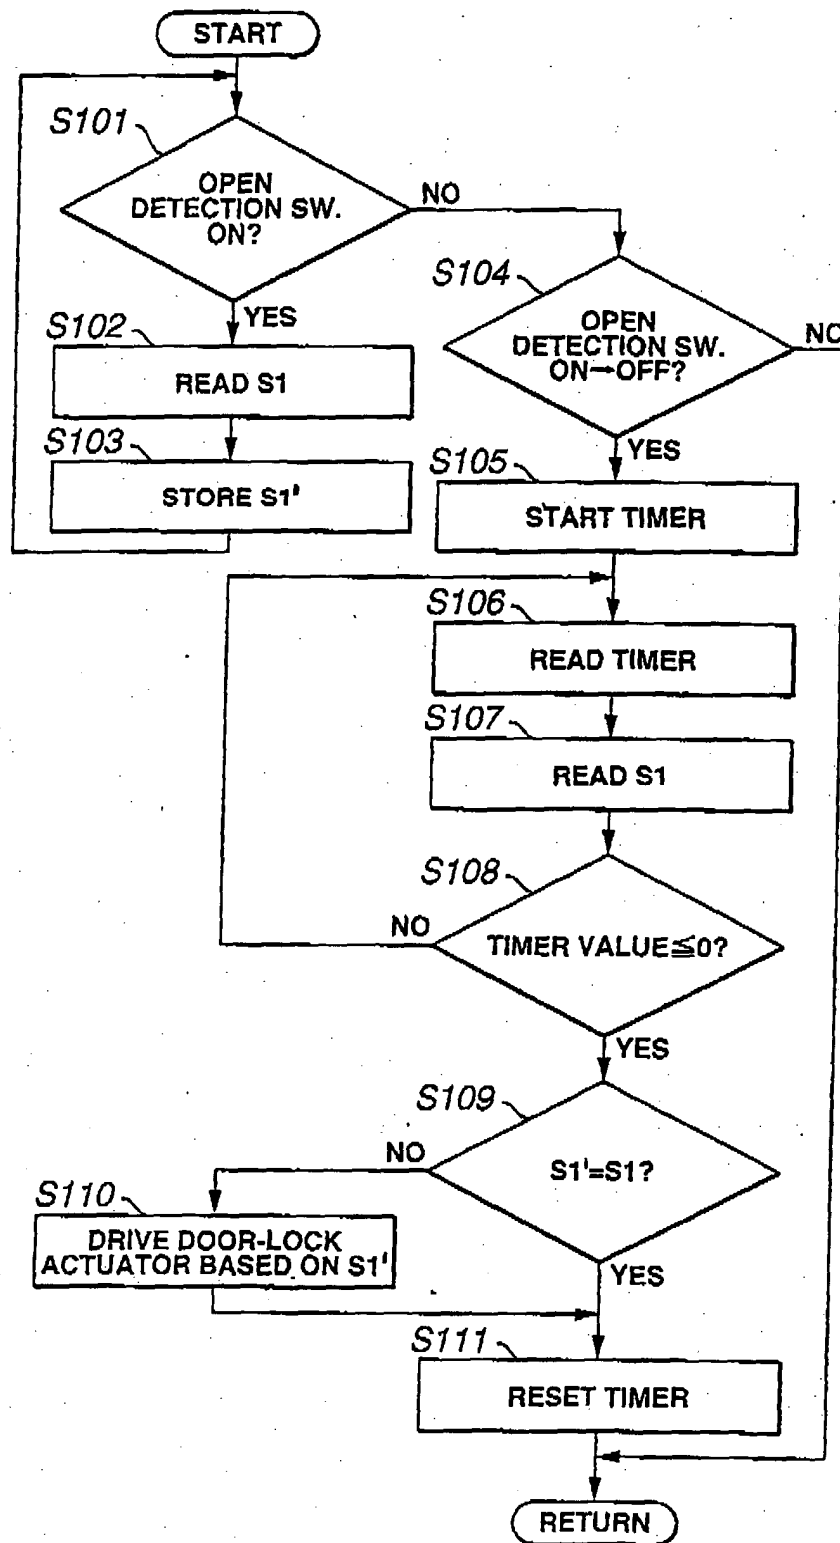 START
S101
OPEN
DETECTION SW.
ON?
NO
YES
S102
READ S1
S103
STORE S1'
S104
OPEN
DETECTION SW.
ON→OFF?
NO
YES
S105
START TIMER
S106
READ TIMER
S107
READ S1
S108
NO
TIMER VALUE≦0?
YES
S109
NO
S1'=S1?
YES
S110
DRIVE DOOR-LOCK
ACTUATOR BASED ON S1'
S111
RESET TIMER
RETURN